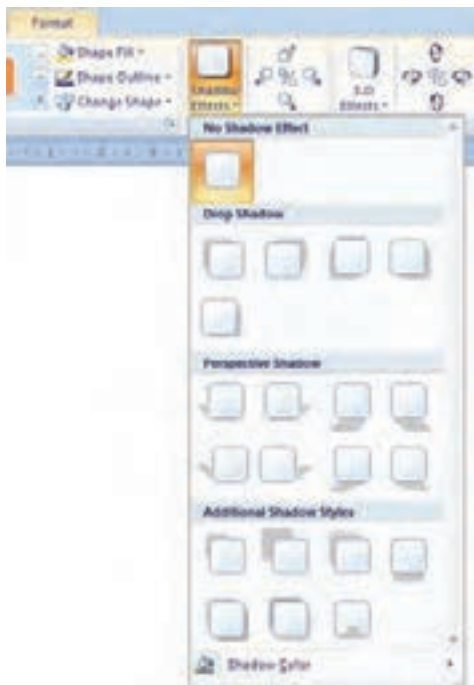 Format
Shape Fill
Shape Outline
Change Shape
Shadow
Effects
3-D
Effects
No Shadow Effect
Drop Shadow
Perspective Shadow
Additional Shadow Styles
Shadow Color